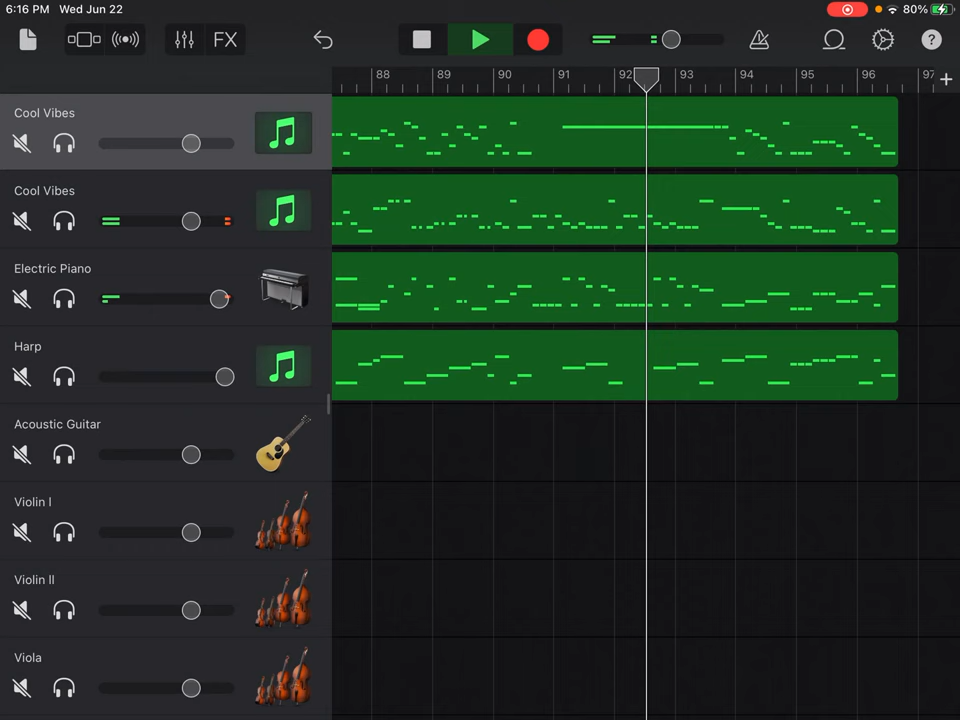 6:16 PM Wed Jun 22
80%
FX
?
88 89 90 91 92 93 94 95 96 97
+
Cool Vibes
Cool Vibes
Electric Piano
Harp
Acoustic Guitar
Violin I
Violin II
Viola